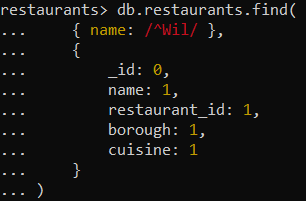 restaurants> db.restaurants.find(
...     { name: /^Wil/ },
...     {
...         _id: 0,
...         name: 1,
...         restaurant_id: 1,
...         borough: 1,
...         cuisine: 1
...     }
... )